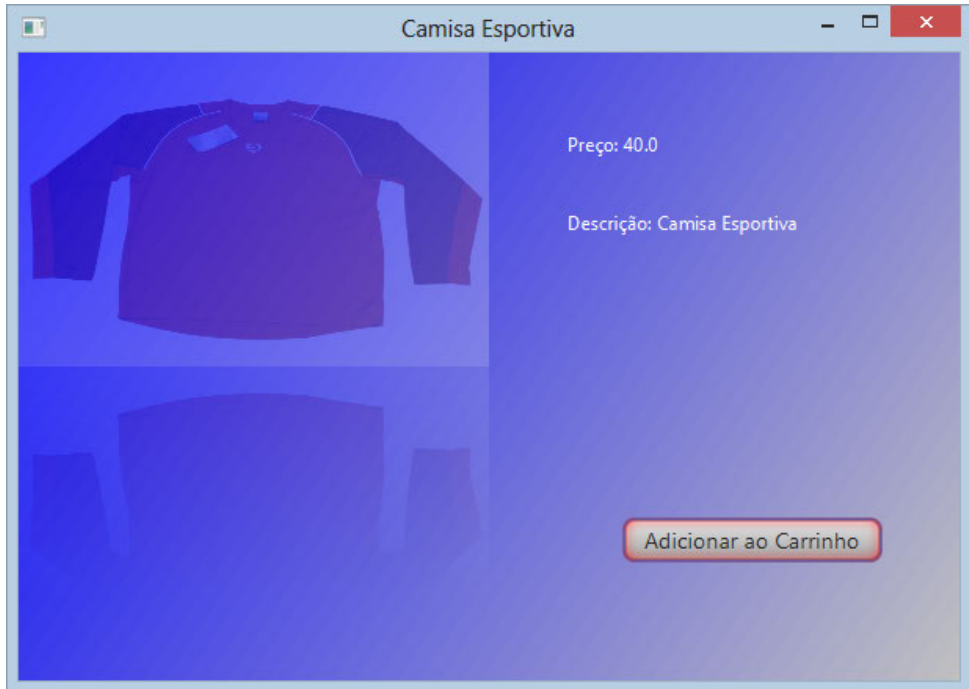 Camisa Esportiva
Preço: 40.0
Descrição: Camisa Esportiva
Adicionar ao Carrinho